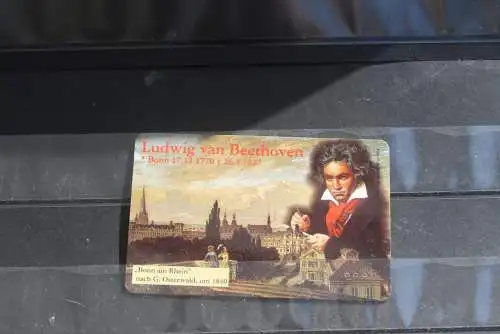 Ludwig van Beethoven
* Bonn 17.12.1770 † 26.3.1827
„Bonn am Rhein"
nach G. Osterwald, um 1840